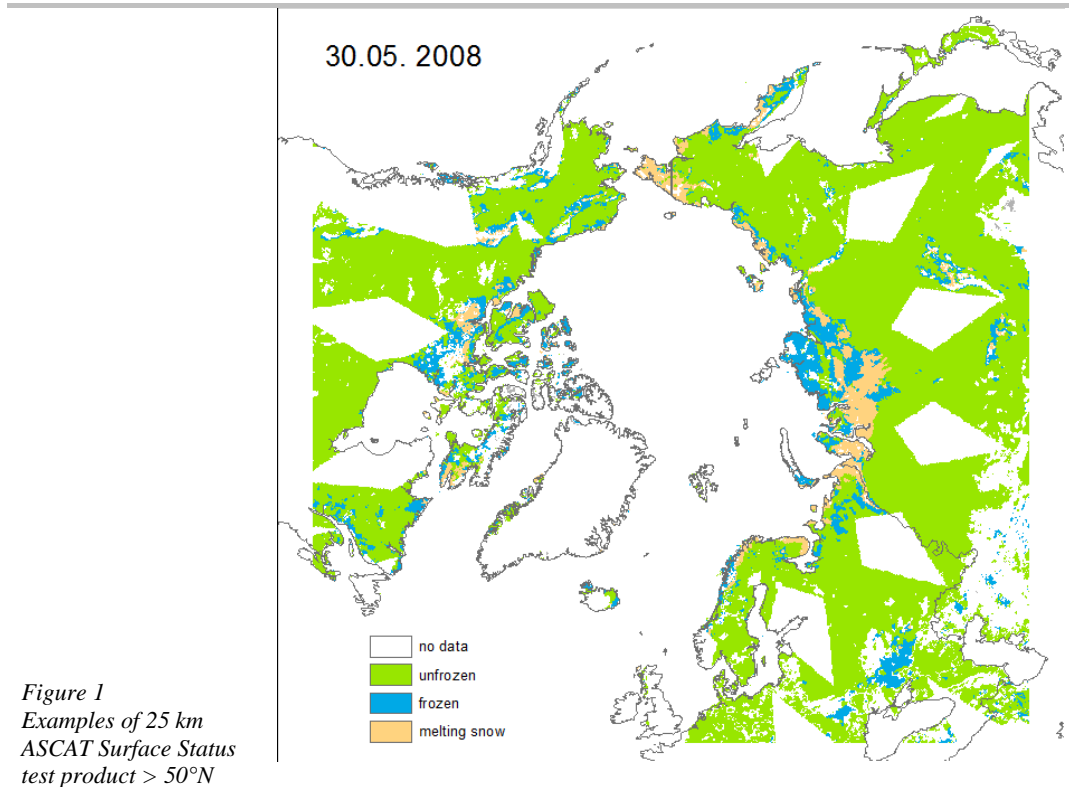 30.05. 2008
no data
unfrozen
frozen
melting snow
Figure 1
Examples of 25 km
ASCAT Surface Status
test product > 50°N